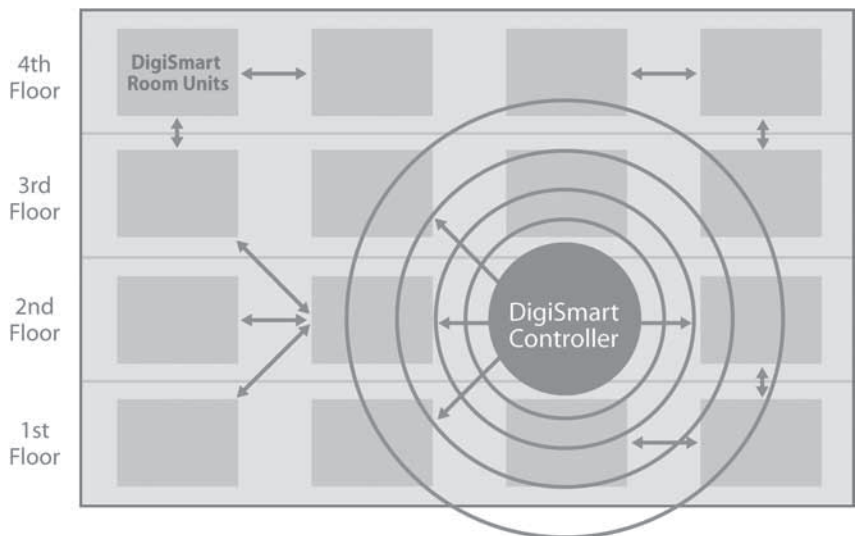 4th
Floor
DigiSmart
Room Units
3rd
Floor
2nd
Floor
DigiSmart
Controller
1st
Floor